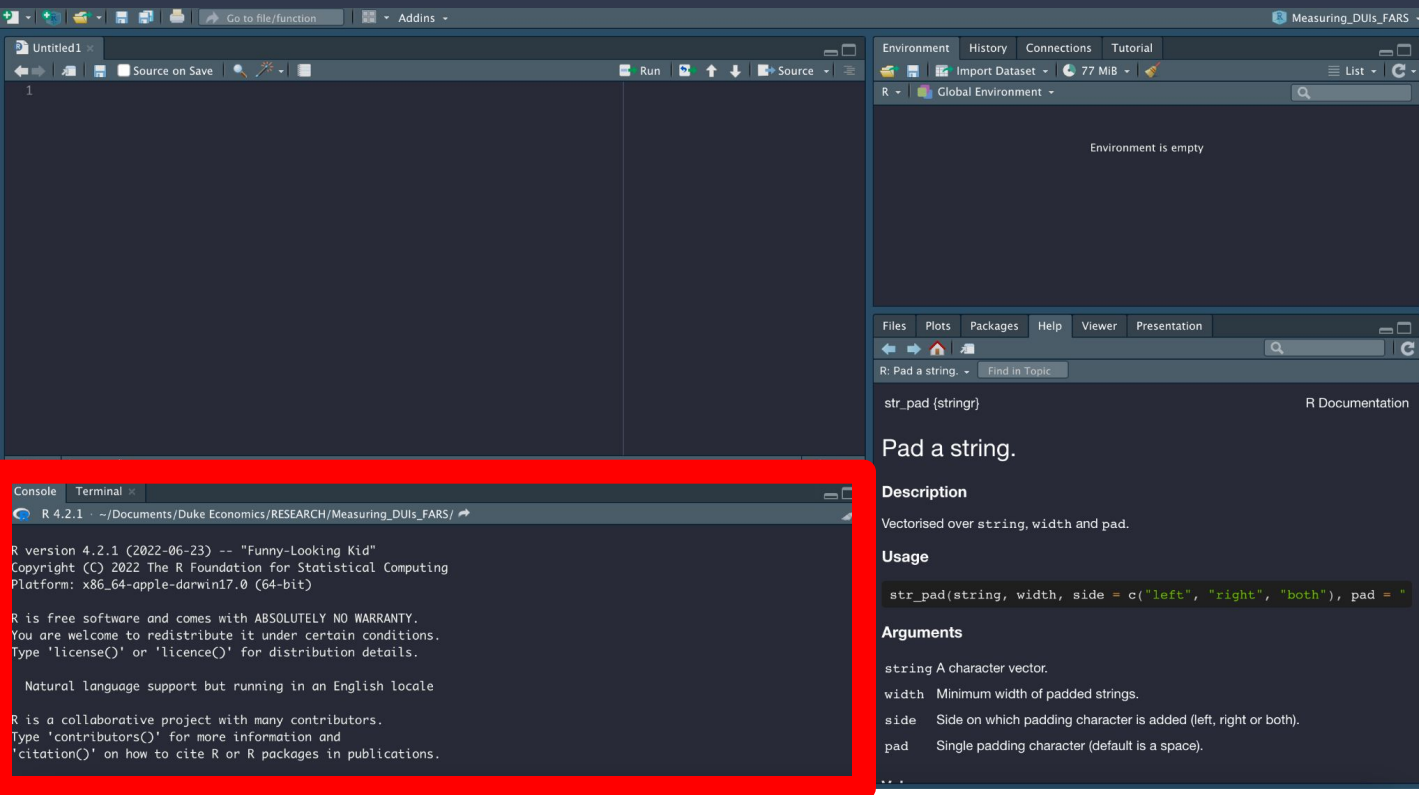 Go to file/function Addins Measuring_DUIs_FARS
Untitled1
Source on Save Run Source
1
Environment History Connections Tutorial
Import Dataset 77 MiB List
R Global Environment
Environment is empty
Files Plots Packages Help Viewer Presentation
R: Pad a string. Find in Topic
str_pad {stringr} R Documentation
Pad a string.
Description
Vectorised over string, width and pad.
Usage
str_pad(string, width, side = c("left", "right", "both"), pad = "
Arguments
string A character vector.
width Minimum width of padded strings.
side Side on which padding character is added (left, right or both).
pad Single padding character (default is a space).
Console Terminal
R 4.2.1 · ~/Documents/Duke Economics/RESEARCH/Measuring_DUIs_FARS/
R version 4.2.1 (2022-06-23) -- "Funny-Looking Kid"
Copyright (C) 2022 The R Foundation for Statistical Computing
Platform: x86_64-apple-darwin17.0 (64-bit)
R is free software and comes with ABSOLUTELY NO WARRANTY.
You are welcome to redistribute it under certain conditions.
Type 'license()' or 'licence()' for distribution details.
Natural language support but running in an English locale
R is a collaborative project with many contributors.
Type 'contributors()' for more information and
'citation()' on how to cite R or R packages in publications.